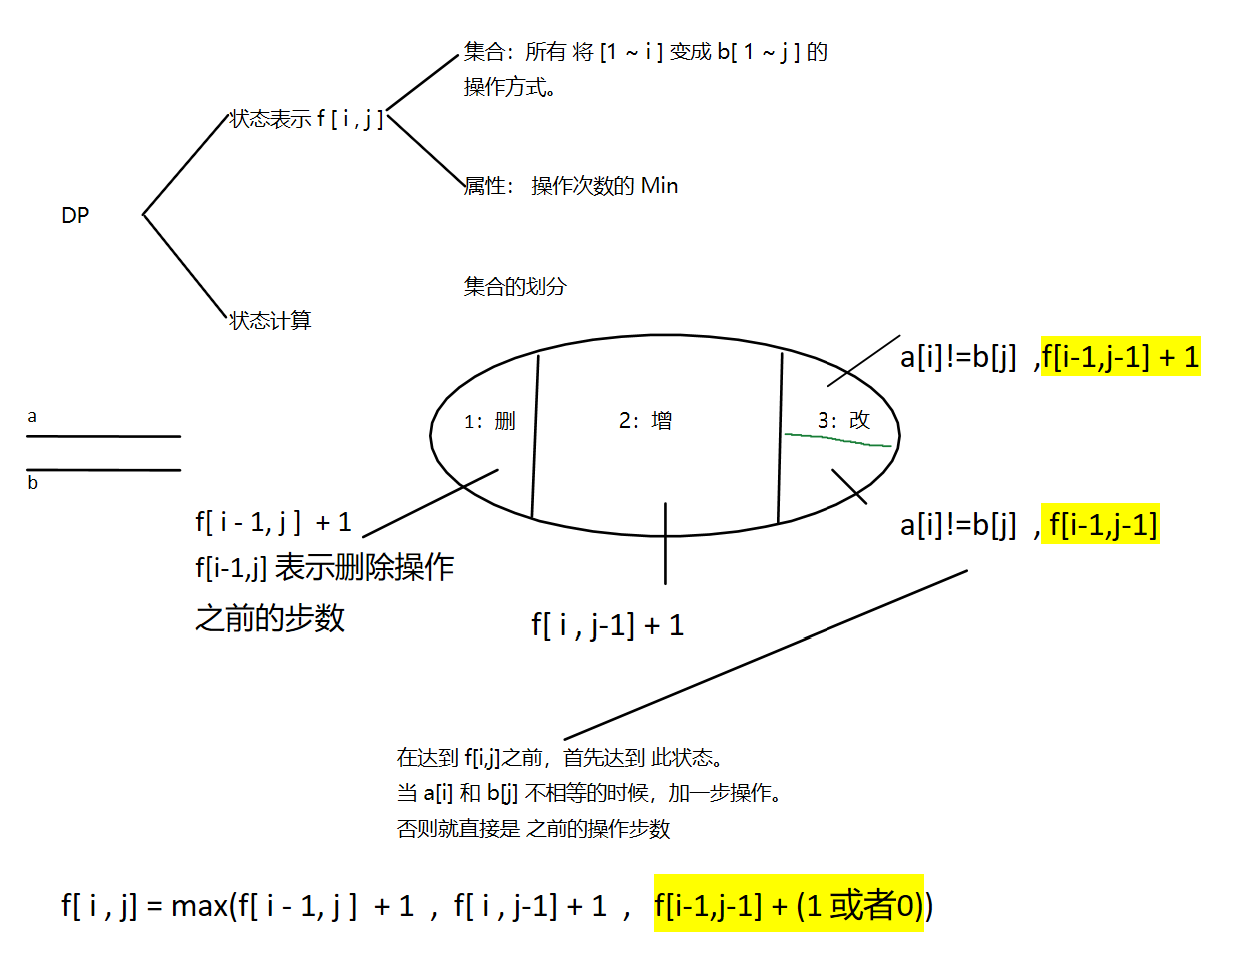 集合：所有 将 [1 ~ i ] 变成 b[ 1 ~ j ] 的
操作方式。
状态表示 f [ i , j ]
属性： 操作次数的 Min
DP
集合的划分
状态计算
a[i]!=b[j] ,f[i-1,j-1] + 1
a
1：删
2：增
3：改
b
f[ i - 1, j ] + 1
a[i]!=b[j] , f[i-1,j-1]
f[i-1,j] 表示删除操作
之前的步数
f[ i , j-1] + 1
在达到 f[i,j]之前，首先达到 此状态。
当 a[i] 和 b[j] 不相等的时候，加一步操作。
否则就直接是 之前的操作步数
f[ i , j] = max(f[ i - 1, j ] + 1 , f[ i , j-1] + 1 , f[i-1,j-1] + (1 或者0))